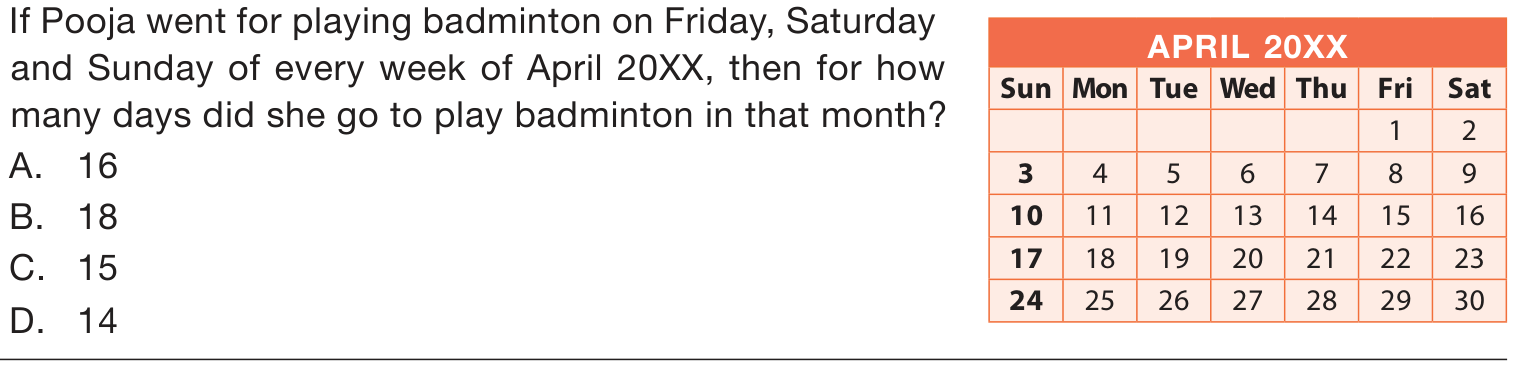 If Pooja went for playing badminton on Friday, Saturday
and Sunday of every week of April 20XX, then for how
many days did she go to play badminton in that month?
A. 16
B. 18
C. 15
D. 14
APRIL 20XX
Sun Mon Tue Wed Thu Fri Sat
1 2
3 4 5 6 7 8 9
10 11 12 13 14 15 16
17 18 19 20 21 22 23
24 25 26 27 28 29 30